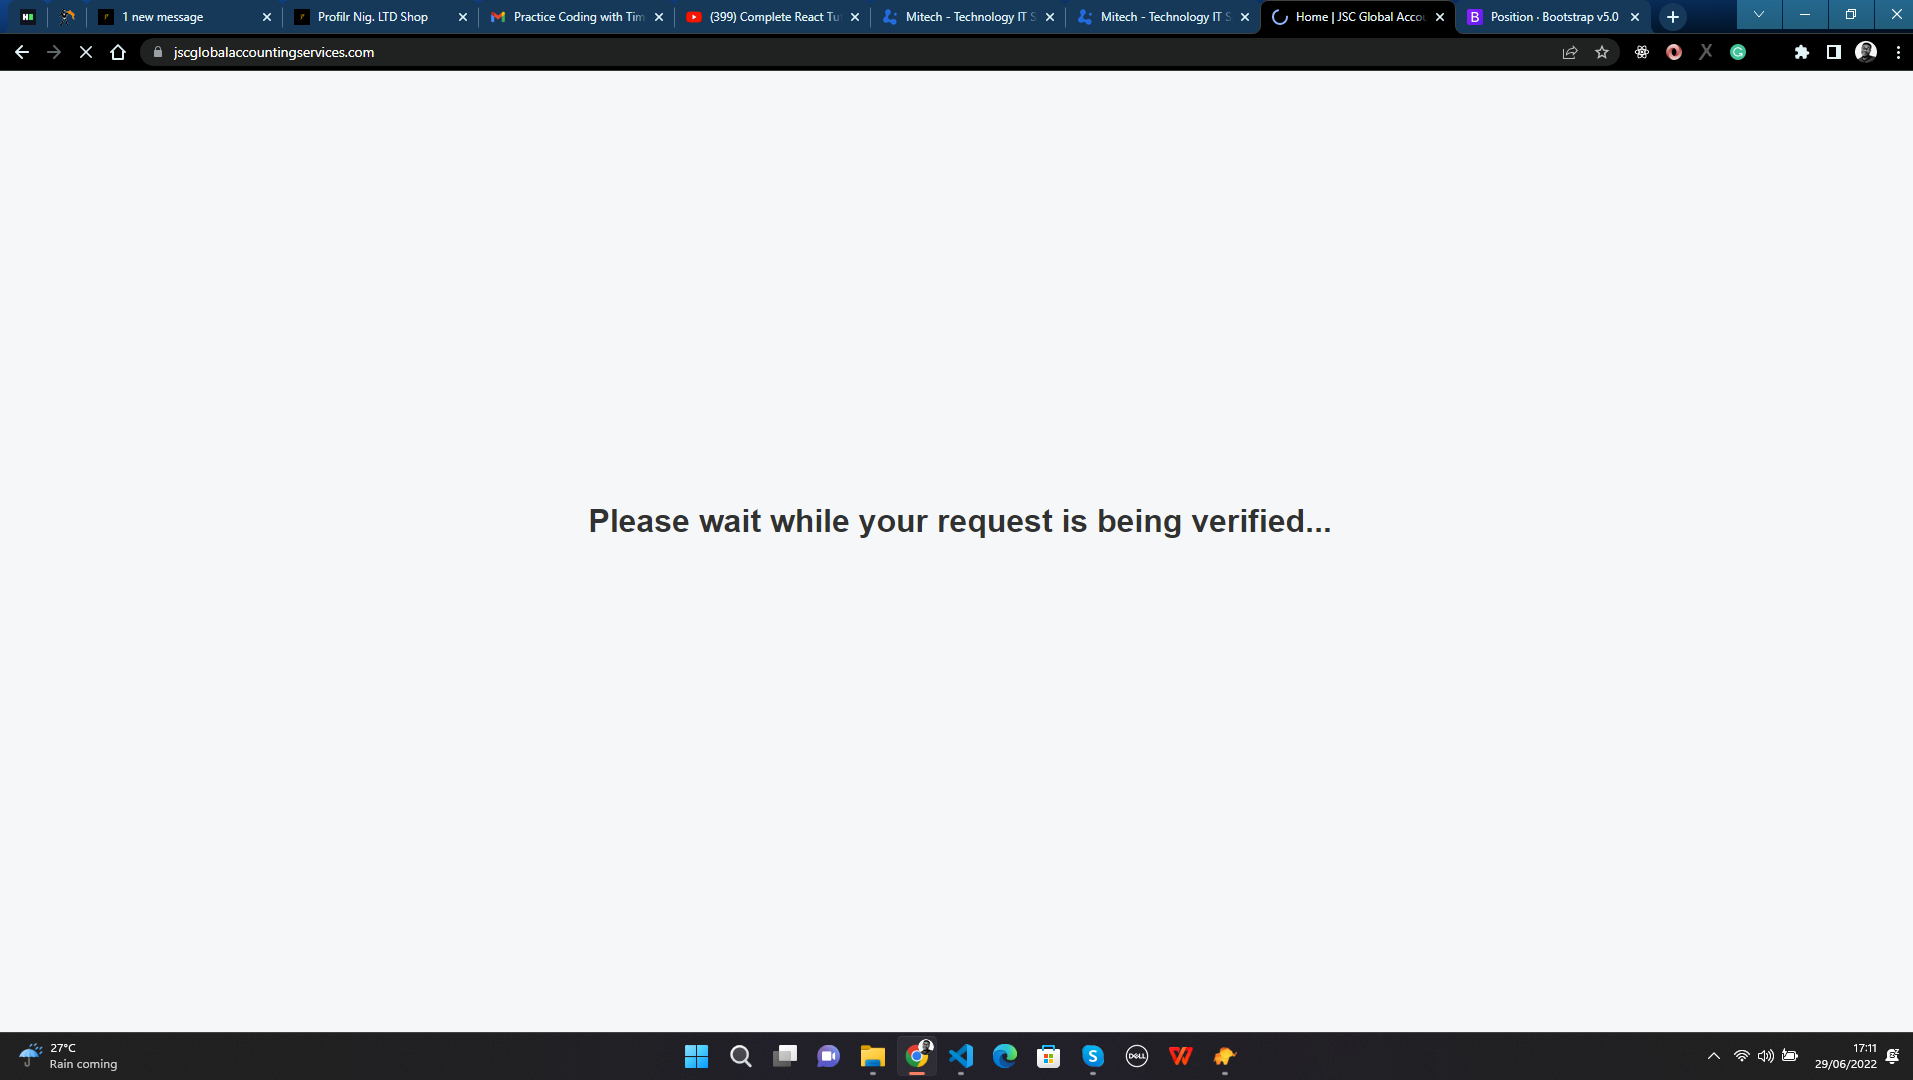 1 new message
Profilr Nig. LTD Shop
Practice Coding with Tim
(399) Complete React Tu
Mitech - Technology IT S
Mitech - Technology IT S
Home | JSC Global Accou
B
Position · Bootstrap v5.0
jscglobalaccountingservices.com
Please wait while your request is being verified...
27°C
Rain coming
S
DELL
W
17:11
29/06/2022